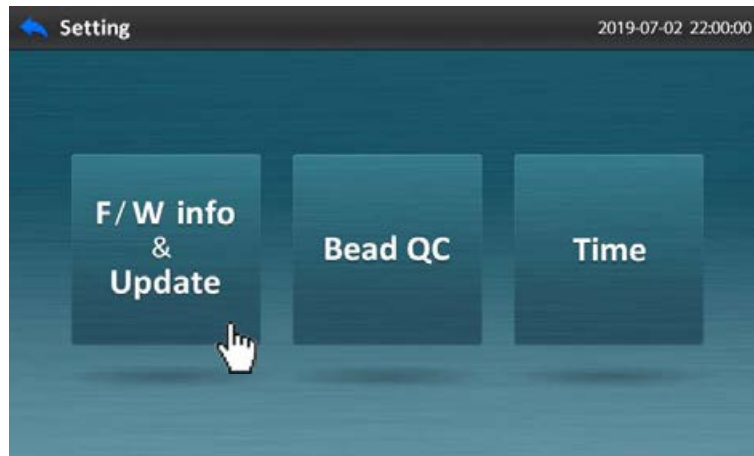 Setting
2019-07-02 22:00:00
F/W info
&
Update
Bead QC
Time